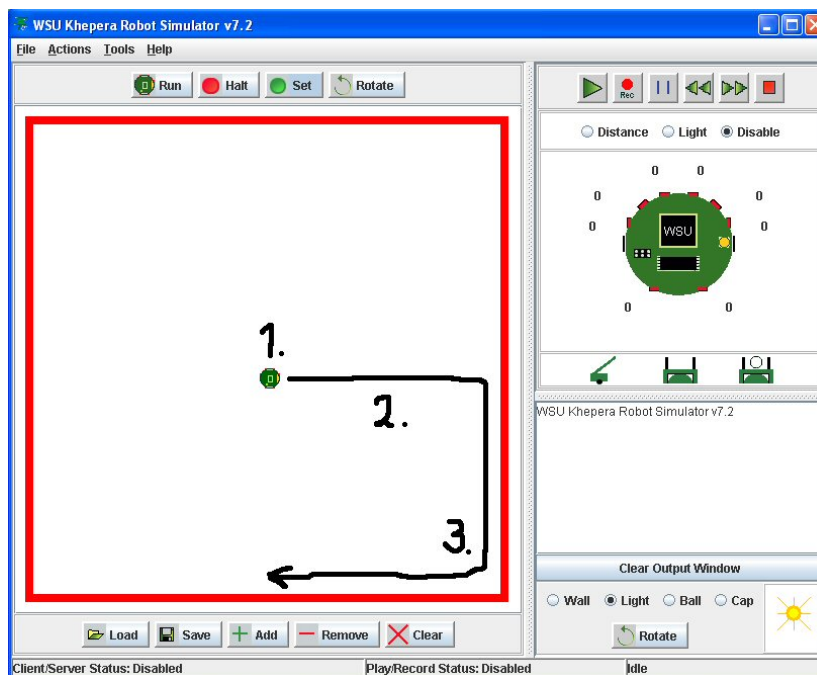 WSU Khepera Robot Simulator v7.2
File Actions Tools Help
Run Halt Set Rotate
Rec
Distance Light Disable
0 0
0 0
0 0
WSU
0 0
1.
2.
3.
WSU Khepera Robot Simulator v7.2
Clear Output Window
Wall Light Ball Cap
Rotate
Load Save Add Remove Clear
Client/Server Status: Disabled Play/Record Status: Disabled Idle